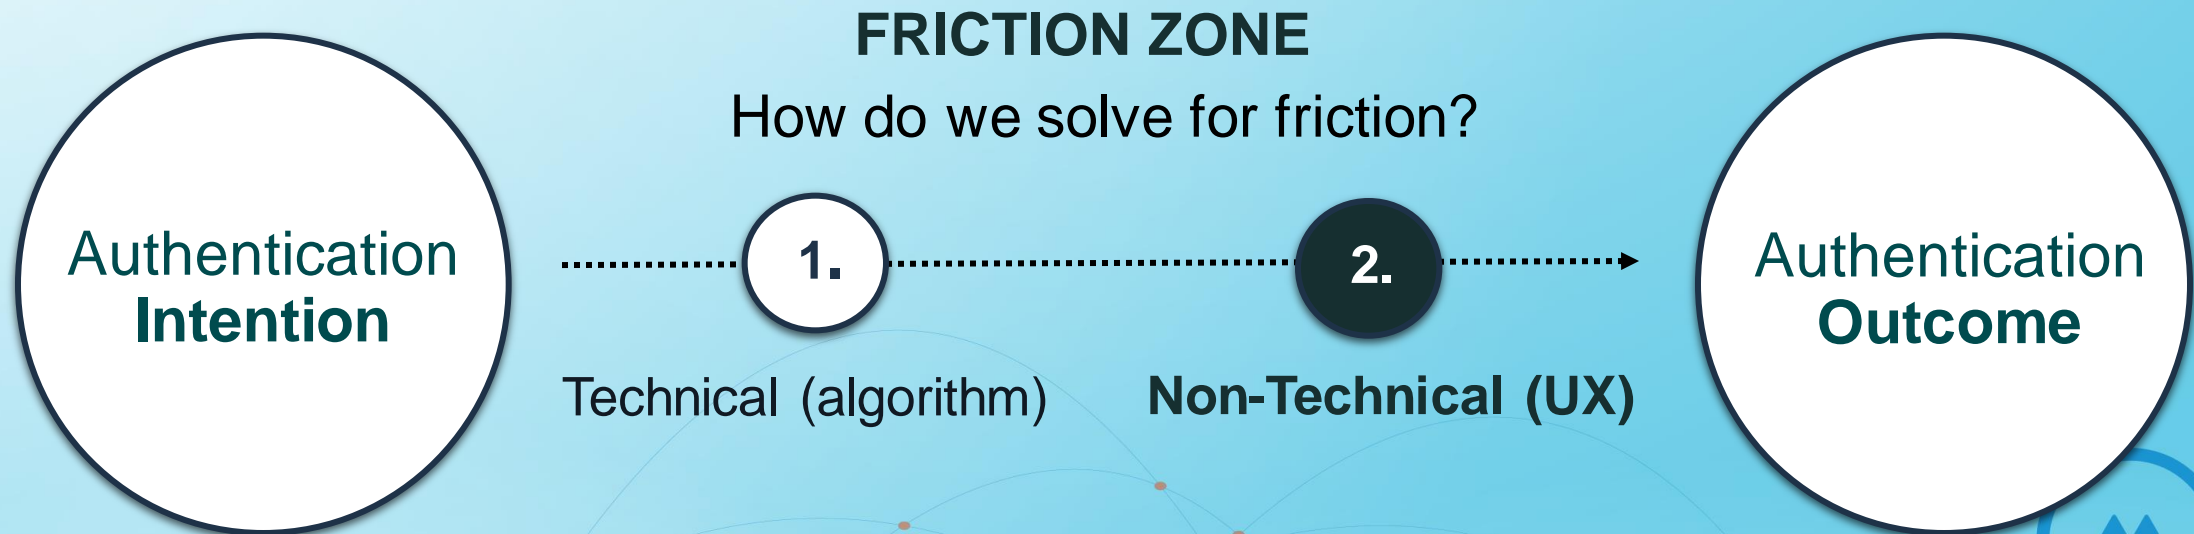 FRICTION ZONE
How do we solve for friction?
Authentication
Intention
1.
2.
Technical (algorithm)
Non-Technical (UX)
Authentication
Outcome